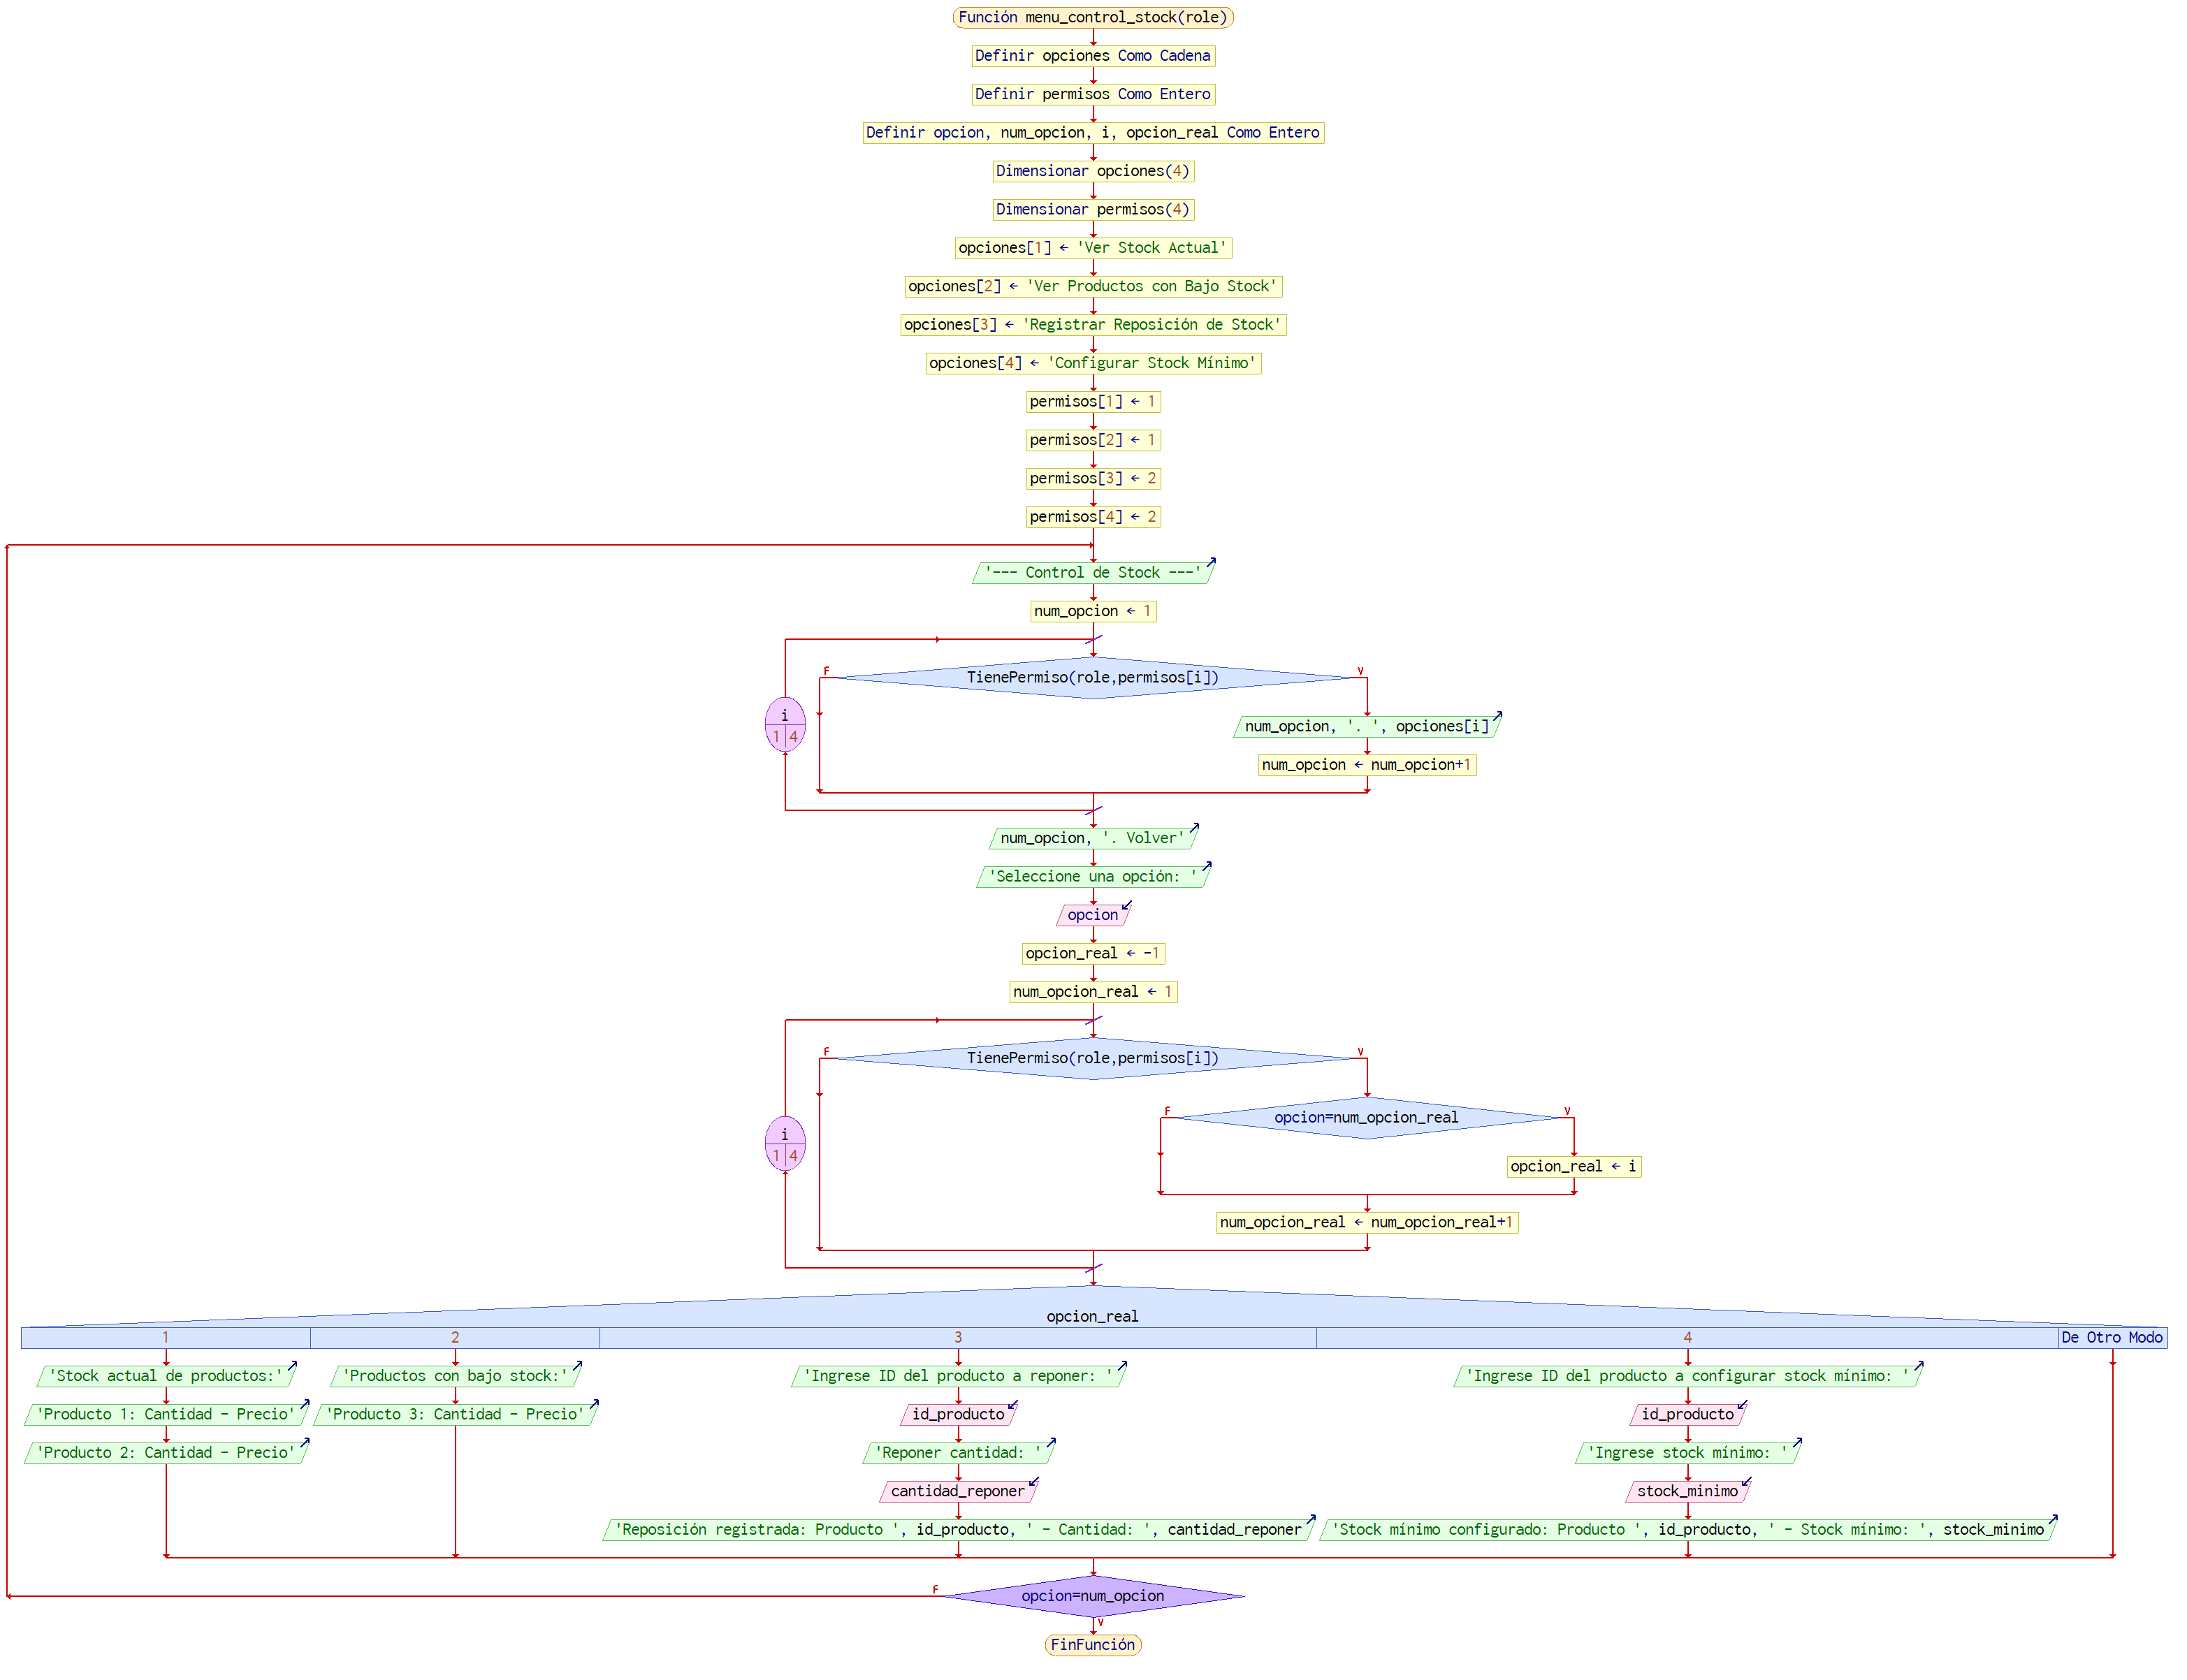 Función menu_control_stock(role)
Definir opciones Como Cadena
Definir permisos Como Entero
Definir opcion, num_opcion, i, opcion_real Como Entero
Dimensionar opciones(4)
Dimensionar permisos(4)
opciones[1] ← 'Ver Stock Actual'
opciones[2] ← 'Ver Productos con Bajo Stock'
opciones[3] ← 'Registrar Reposición de Stock'
opciones[4] ← 'Configurar Stock Mínimo'
permisos[1] ← 1
permisos[2] ← 1
permisos[3] ← 2
permisos[4] ← 2
'--- Control de Stock ---'
num_opcion ← 1
F
TienePermiso(role,permisos[i])
V
i
1 4
num_opcion, '. ', opciones[i]
num_opcion ← num_opcion+1
num_opcion, '. Volver'
'Seleccione una opción: '
opcion
opcion_real ← -1
num_opcion_real ← 1
F
TienePermiso(role,permisos[i])
V
i
1 4
F
opcion=num_opcion_real
V
opcion_real ← i
num_opcion_real ← num_opcion_real+1
opcion_real
1
2
3
4
De Otro Modo
'Stock actual de productos:'
'Producto 1: Cantidad - Precio'
'Producto 2: Cantidad - Precio'
'Productos con bajo stock:'
'Producto 3: Cantidad - Precio'
'Ingrese ID del producto a reponer: '
id_producto
'Reponer cantidad: '
cantidad_reponer
'Reposición registrada: Producto ', id_producto, ' - Cantidad: ', cantidad_reponer
'Ingrese ID del producto a configurar stock mínimo: '
id_producto
'Ingrese stock mínimo: '
stock_minimo
'Stock mínimo configurado: Producto ', id_producto, ' - Stock mínimo: ', stock_minimo
F
opcion=num_opcion
V
FinFunción